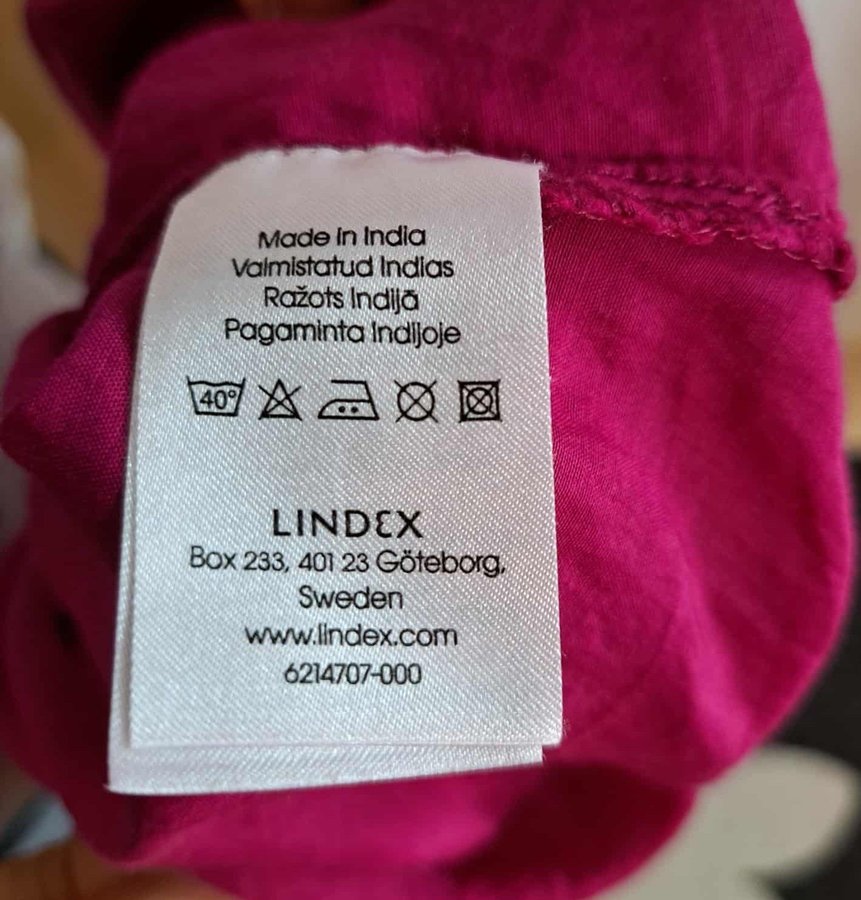 Made in India
Valmistatud Indias
Ražots Indijā
Pagaminta Indijoje
40°
LINDEX
Box 233, 401 23 Göteborg,
Sweden
www.lindex.com
6214707-000